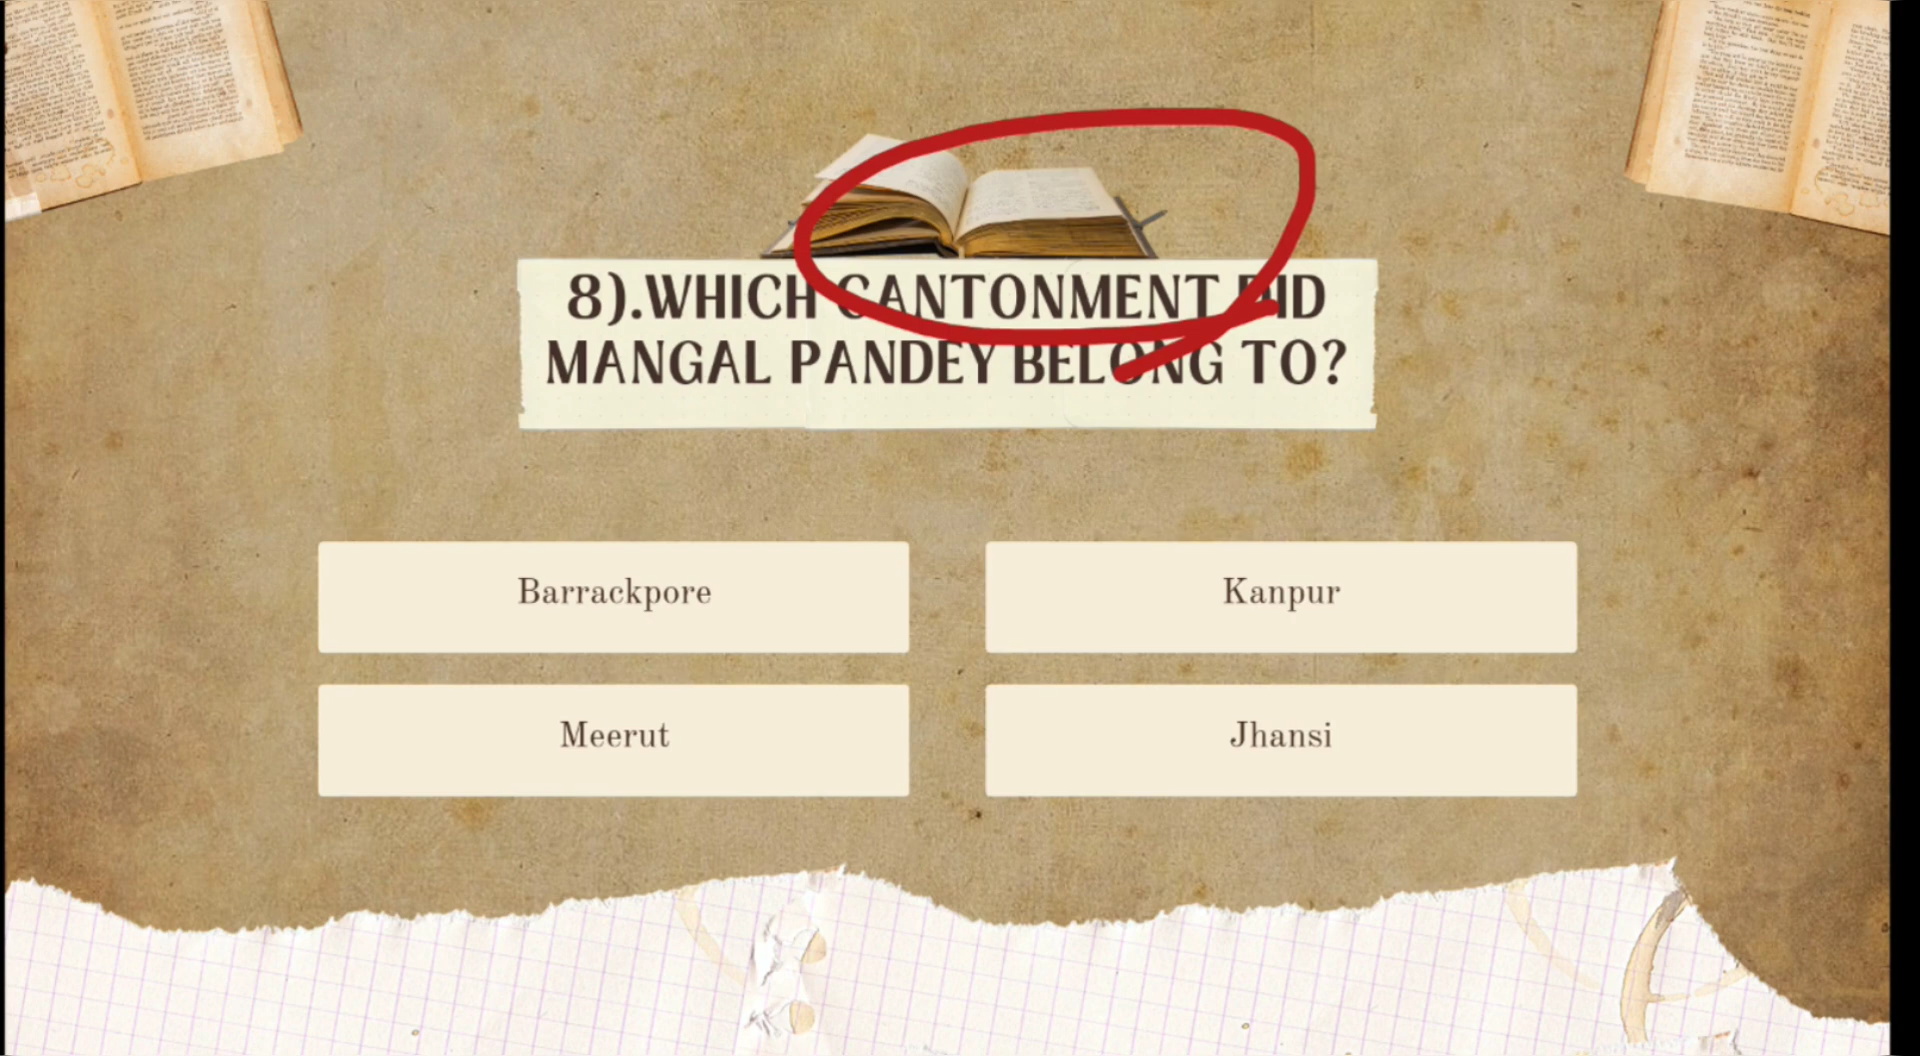 8).WHICH CANTONMENT DID
MANGAL PANDEY BELONG TO?
Barrackpore
Kanpur
Meerut
Jhansi